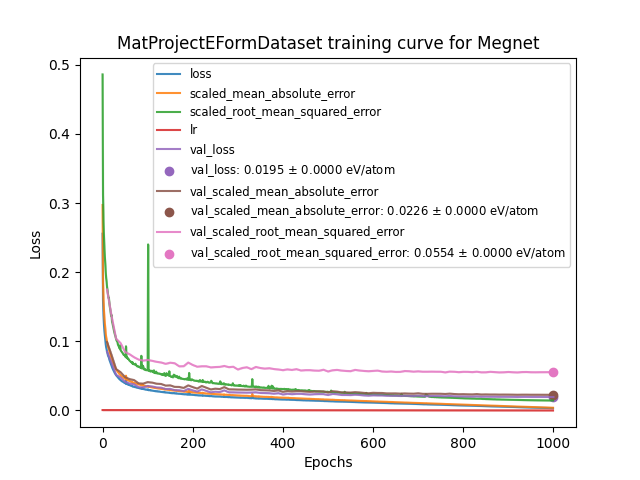 MatProjectEFormDataset training curve for Megnet
0.5
0.4
0.3
0.2
0.1
0.0
Loss
loss
scaled_mean_absolute_error
scaled_root_mean_squared_error
lr
val_loss
val_loss: 0.0195 ± 0.0000 eV/atom
val_scaled_mean_absolute_error
val_scaled_mean_absolute_error: 0.0226 ± 0.0000 eV/atom
val_scaled_root_mean_squared_error
val_scaled_root_mean_squared_error: 0.0554 ± 0.0000 eV/atom
0 200 400 600 800 1000
Epochs